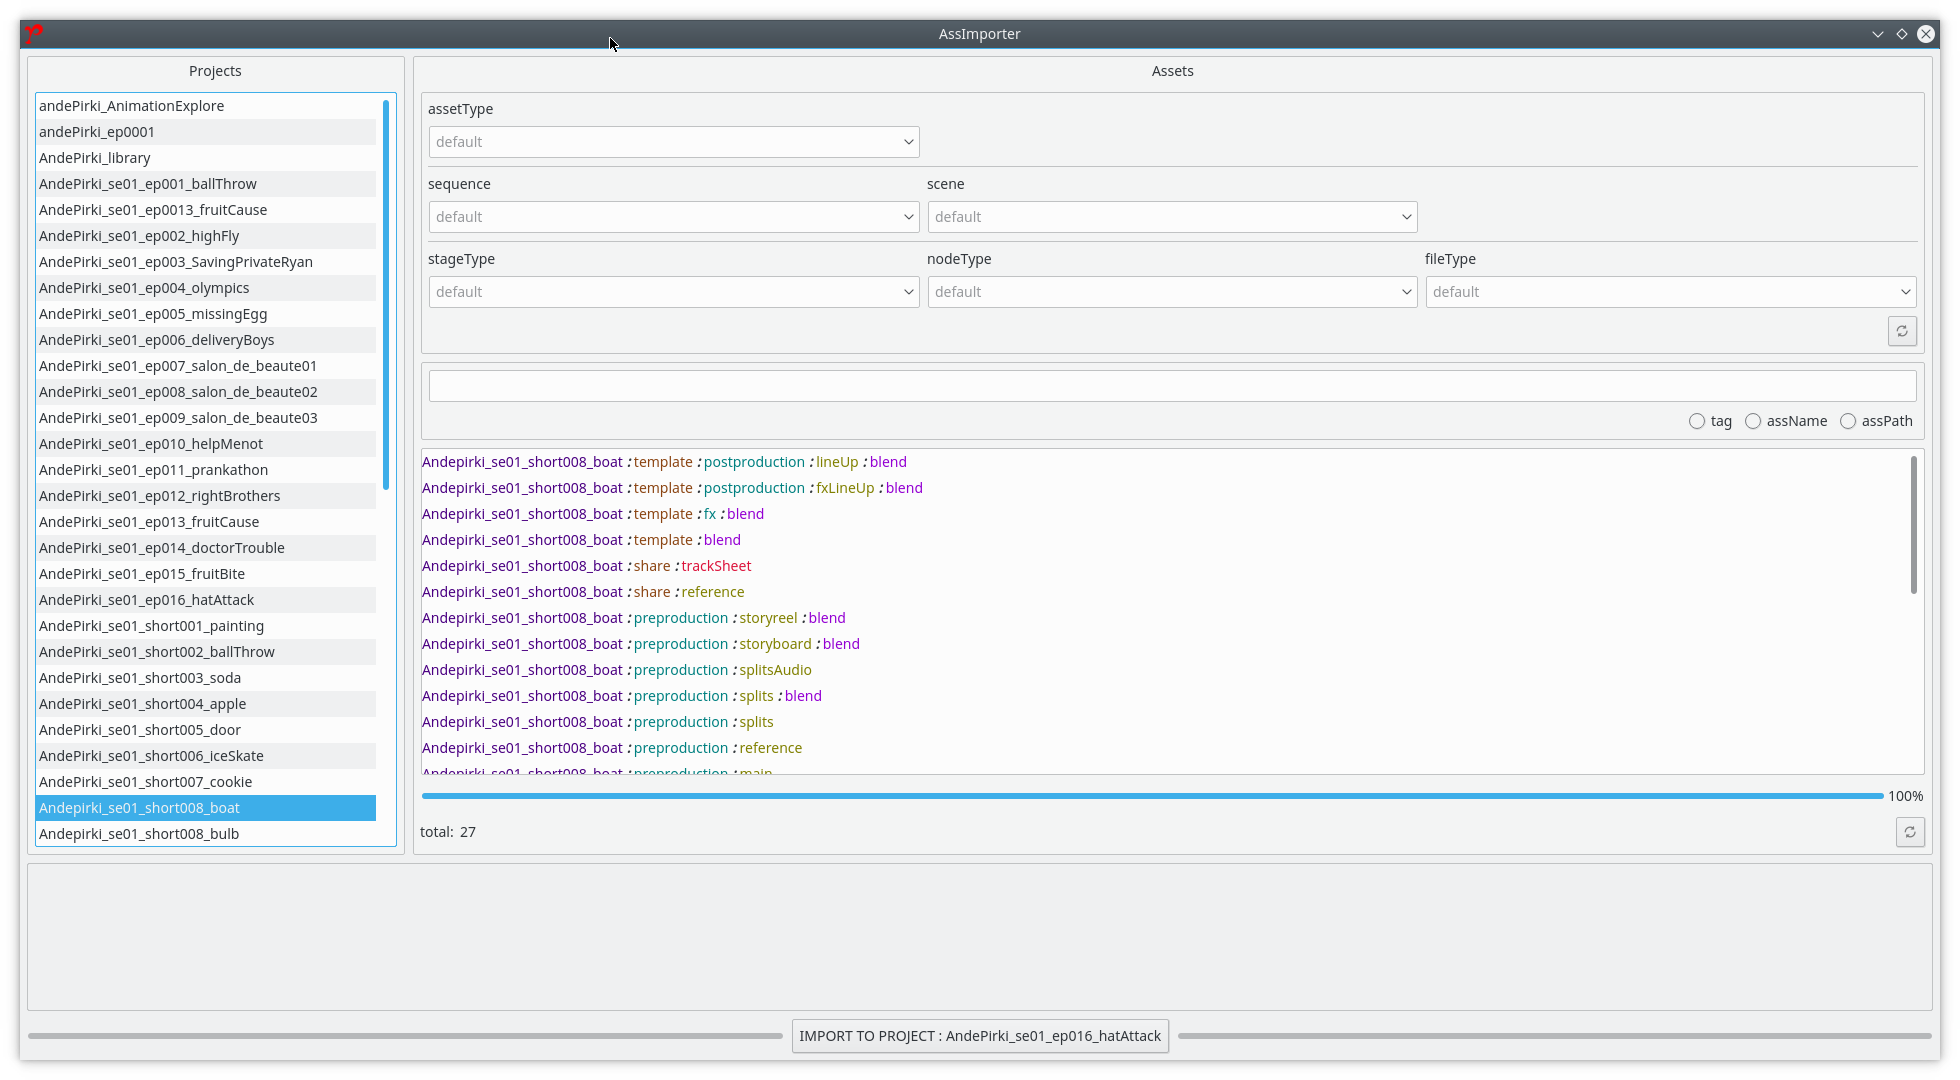 AssImporter
Projects
andePirki_AnimationExplore
andePirki_ep0001
AndePirki_library
AndePirki_se01_ep001_ballThrow
AndePirki_se01_ep0013_fruitCause
AndePirki_se01_ep002_highFly
AndePirki_se01_ep003_SavingPrivateRyan
AndePirki_se01_ep004_olympics
AndePirki_se01_ep005_missingEgg
AndePirki_se01_ep006_deliveryBoys
AndePirki_se01_ep007_salon_de_beaute01
AndePirki_se01_ep008_salon_de_beaute02
AndePirki_se01_ep009_salon_de_beaute03
AndePirki_se01_ep010_helpMenot
AndePirki_se01_ep011_prankathon
AndePirki_se01_ep012_rightBrothers
AndePirki_se01_ep013_fruitCause
AndePirki_se01_ep014_doctorTrouble
AndePirki_se01_ep015_fruitBite
AndePirki_se01_ep016_hatAttack
AndePirki_se01_short001_painting
AndePirki_se01_short002_ballThrow
AndePirki_se01_short003_soda
AndePirki_se01_short004_apple
AndePirki_se01_short005_door
AndePirki_se01_short006_iceSkate
AndePirki_se01_short007_cookie
Andepirki_se01_short008_boat
Andepirki_se01_short008_bulb
Assets
assetType
default
sequence scene
default default
stageType nodeType fileType
default default default
tag assName assPath
Andepirki_se01_short008_boat : template : postproduction : lineUp : blend
Andepirki_se01_short008_boat : template : postproduction : fxLineUp : blend
Andepirki_se01_short008_boat : template : fx : blend
Andepirki_se01_short008_boat : template : blend
Andepirki_se01_short008_boat : share : trackSheet
Andepirki_se01_short008_boat : share : reference
Andepirki_se01_short008_boat : preproduction : storyreel : blend
Andepirki_se01_short008_boat : preproduction : storyboard : blend
Andepirki_se01_short008_boat : preproduction : splitsAudio
Andepirki_se01_short008_boat : preproduction : splits : blend
Andepirki_se01_short008_boat : preproduction : splits
Andepirki_se01_short008_boat : preproduction : reference
Andepirki_se01_short008_boat : preproduction : main
100%
total: 27
IMPORT TO PROJECT : AndePirki_se01_ep016_hatAttack